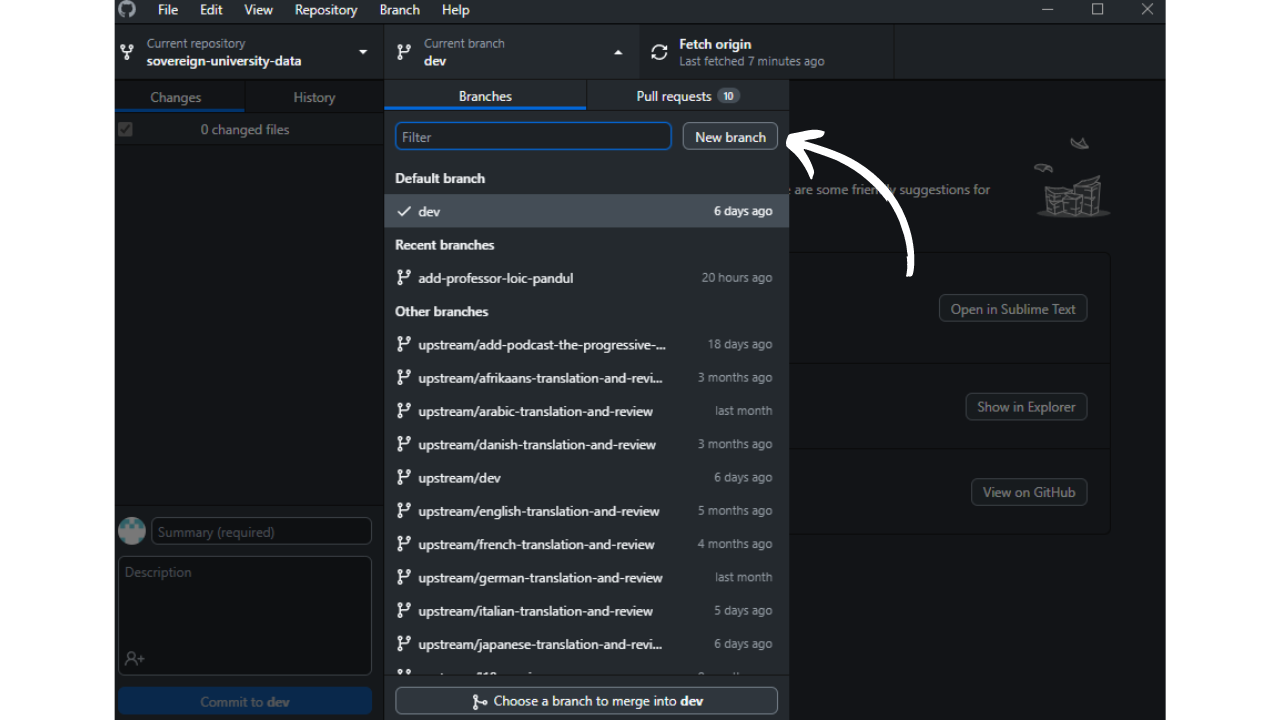 File Edit View Repository Branch Help
Current repository
sovereign-university-data
Current branch
dev
Fetch origin
Last fetched 7 minutes ago
Changes History
0 changed files
Branches Pull requests 10
Filter New branch
Default branch
dev 6 days ago
Recent branches
add-professor-loic-pandul 20 hours ago
Other branches
upstream/add-podcast-the-progressive-... 18 days ago
upstream/afrikaans-translation-and-revi... 3 months ago
upstream/arabic-translation-and-review last month
upstream/danish-translation-and-review 3 months ago
upstream/dev 6 days ago
upstream/english-translation-and-review 5 months ago
upstream/french-translation-and-review 4 months ago
upstream/german-translation-and-review last month
upstream/italian-translation-and-review 5 days ago
upstream/japanese-translation-and-revi... 6 days ago
Choose a branch to merge into dev
are some friendly suggestions for
Open in Sublime Text
Show in Explorer
View on GitHub
Summary (required)
Description
Commit to dev